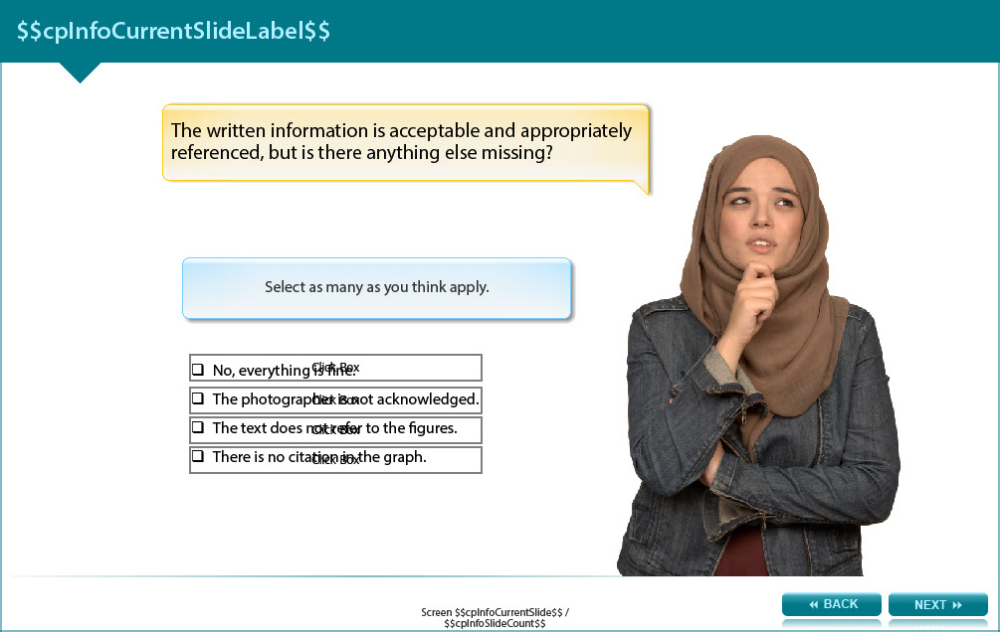 $$cpInfoCurrentSlideLabel$$
The written information is acceptable and appropriately
referenced, but is there anything else missing?
Select as many as you think apply.
No, everything is fine.
Click Box
The photographer is not acknowledged.
Click Box
The text does not refer to the figures.
Click Box
There is no citation in the graph.
Click Box
BACK
NEXT
Screen $$cpInfoCurrentSlide$$ /
$$cpInfoSlideCount$$